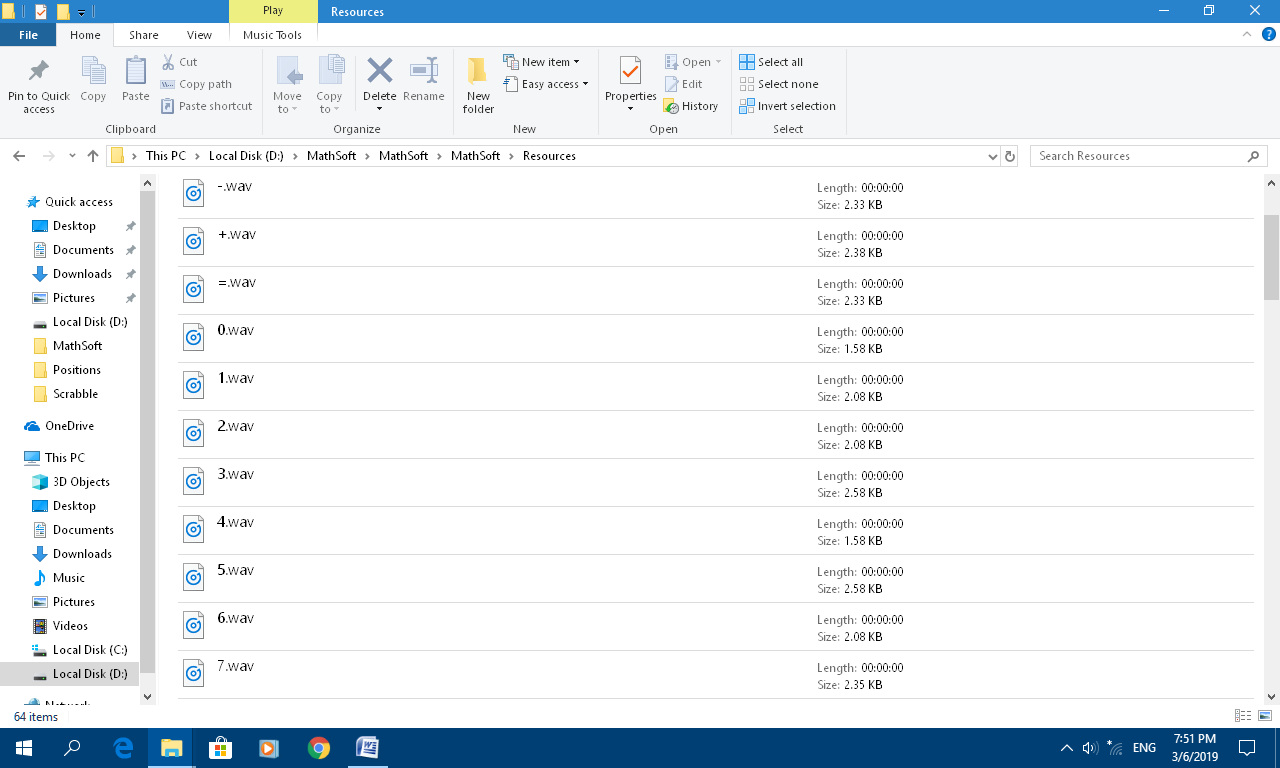 Play
Resources
File
Home
Share
View
Music Tools
Pin to Quick access
Copy
Paste
Cut
Copy path
Paste shortcut
Clipboard
Move to
Copy to
Delete
Rename
Organize
New folder
New item
Easy access
New
Properties
Open
Edit
History
Open
Select all
Select none
Invert selection
Select
This PC > Local Disk (D:) > MathSoft > MathSoft > MathSoft > Resources
Search Resources
Quick access
Desktop
Documents
Downloads
Pictures
Local Disk (D:)
MathSoft
Positions
Scrabble
OneDrive
This PC
3D Objects
Desktop
Documents
Downloads
Music
Pictures
Videos
Local Disk (C:)
Local Disk (D:)
Network
-.wav
Length: 00:00:00
Size: 2.33 KB
+.wav
Length: 00:00:00
Size: 2.38 KB
=.wav
Length: 00:00:00
Size: 2.33 KB
0.wav
Length: 00:00:00
Size: 1.58 KB
1.wav
Length: 00:00:00
Size: 2.08 KB
2.wav
Length: 00:00:00
Size: 2.08 KB
3.wav
Length: 00:00:00
Size: 2.58 KB
4.wav
Length: 00:00:00
Size: 1.58 KB
5.wav
Length: 00:00:00
Size: 2.58 KB
6.wav
Length: 00:00:00
Size: 2.08 KB
7.wav
Length: 00:00:00
Size: 2.35 KB
64 items
ENG
7:51 PM
3/6/2019